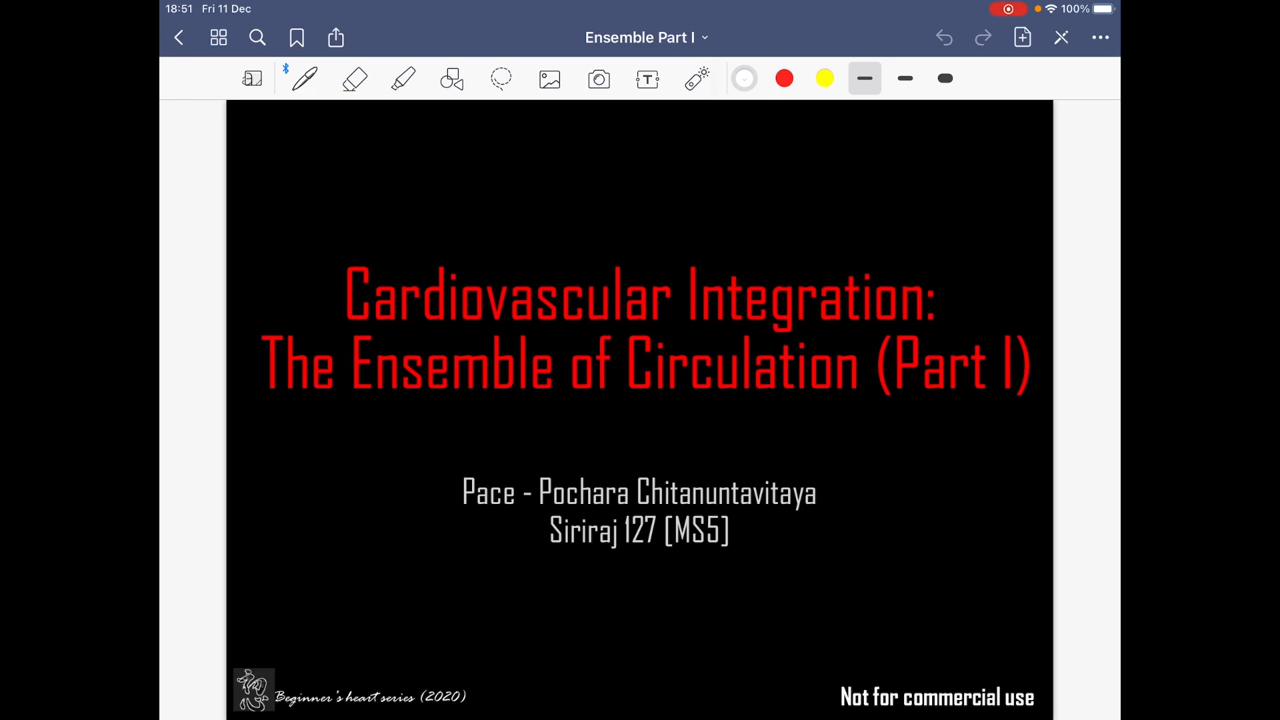 18:51 Fri 11 Dec
100%
Ensemble Part I
T
Cardiovascular Integration:
The Ensemble of Circulation (Part I)
Pace - Pochara Chitanuntavitaya
Siriraj 127 [MS5]
Beginner's heart series (2020)
Not for commercial use